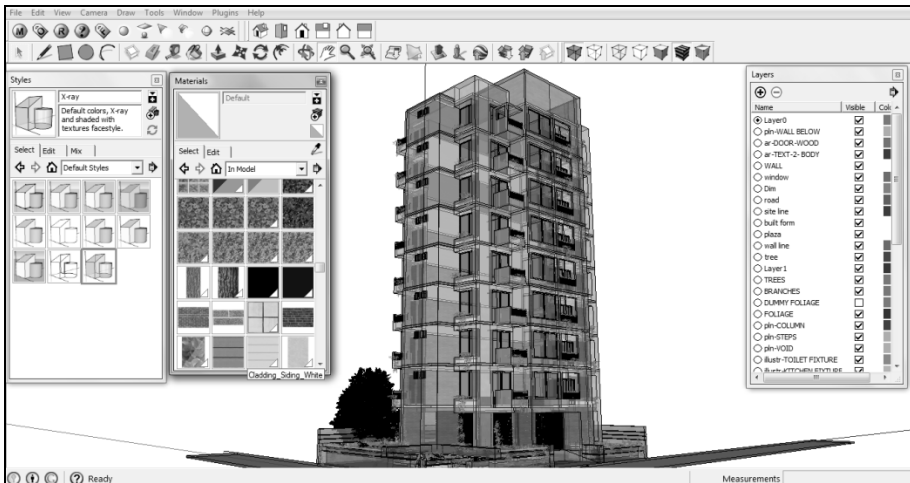 File Edit View Camera Draw Tools Window Plugins Help
Styles
X-ray
Default colors, X-ray
and shaded with
textures facestyle.
Select Edit Mix
Default Styles
Materials
Default
Select Edit
In Model
Cladding_Siding_White
Layers
Name Visible
Layer0
pln-WALL BELOW
ar-DOOR-WOOD
ar-TEXT-2- BODY
WALL
window
Dim
road
site line
built form
plaza
wall line
tree
Layer1
TREES
BRANCHES
DUMMY FOLIAGE
FOLIAGE
pln-COLUMN
pln-STEPS
pln-VOID
illustr-TOILET FIXTURE
illustr-KITCHEN FIXTURE
Ready
Measurements